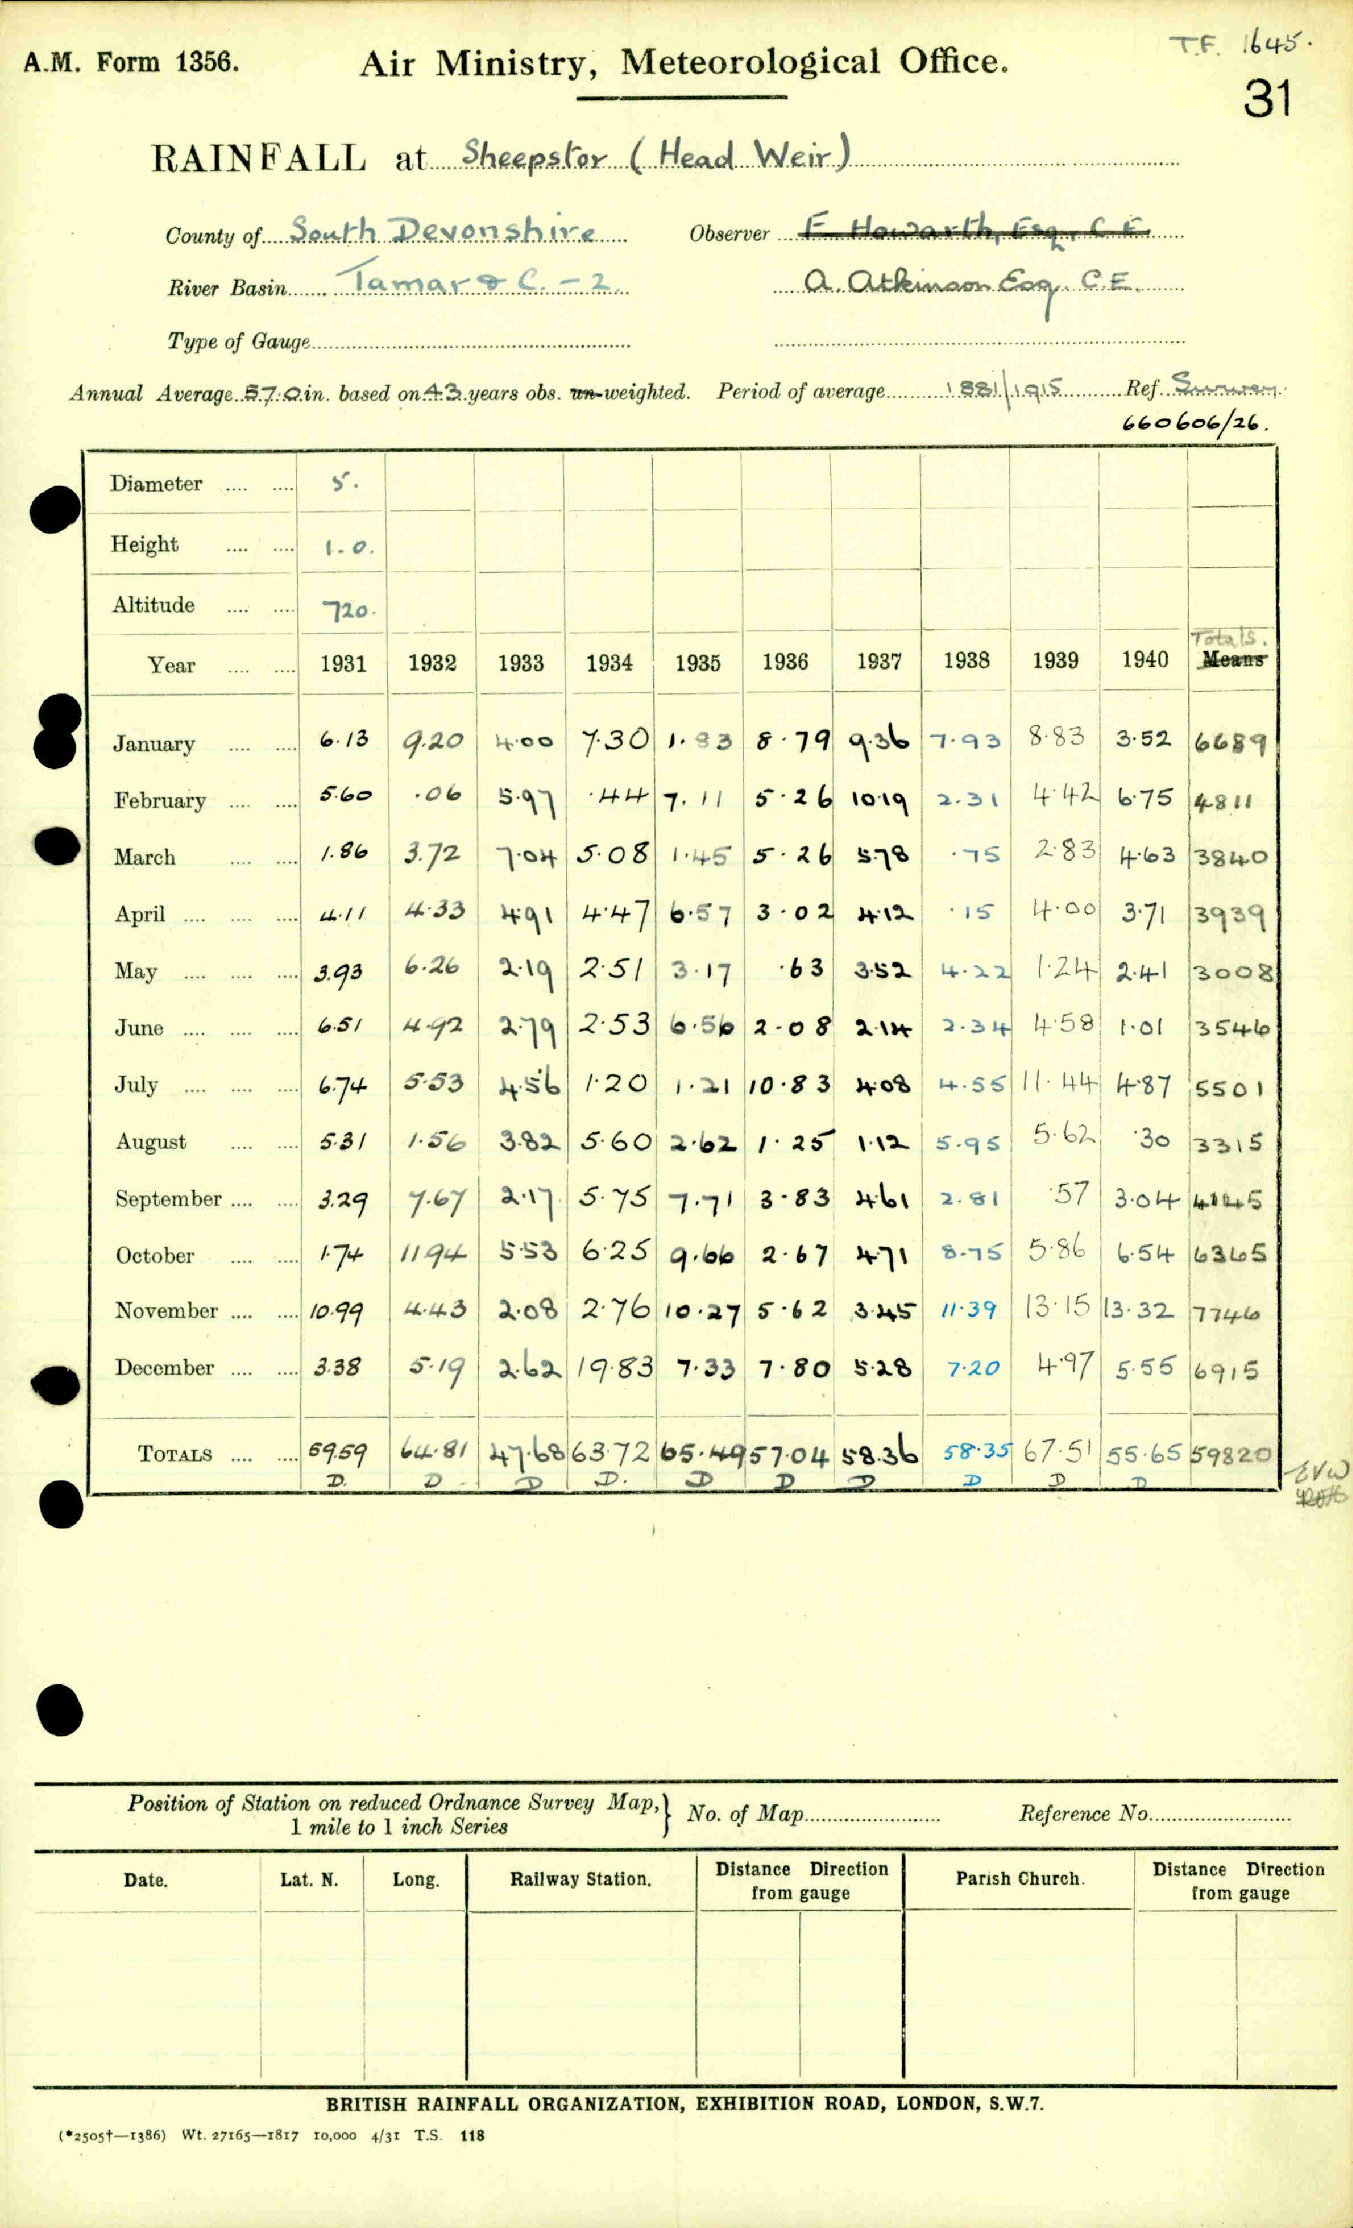 T.F. 1645.
A.M. Form 1356. Air Ministry, Meteorological Office.
31
RAINFALL at Sheepstor (Head Weir)
County of South Devonshire Observer E Howarth, Esq., C.E.
River Basin Tamar & C. - 2. A. Atkinson Esq. C.E.
Type of Gauge
Annual Average 57.0 in. based on 43 years obs. un-weighted. Period of average 1881/1915 Ref. Survey.
660606/26.
Diameter 5.
Height 1.0.
Altitude 720.
Totals.
Year 1931 1932 1933 1934 1935 1936 1937 1938 1939 1940 Means
January 6.13 9.20 4.00 7.30 1.83 8.79 9.36 7.93 8.83 3.52 6689
February 5.60 .06 5.97 .44 7.11 5.26 10.19 2.31 4.42 6.75 4811
March 1.86 3.72 7.04 5.08 1.45 5.26 5.78 .75 2.83 4.63 3840
April 4.11 4.33 4.91 4.47 6.57 3.02 4.12 .15 4.00 3.71 3939
May 3.93 6.26 2.19 2.51 3.17 .63 3.52 4.22 1.24 2.41 3008
June 6.51 4.92 2.79 2.53 6.56 2.08 2.14 2.34 4.58 1.01 3546
July 6.74 5.53 4.56 1.20 1.21 10.83 4.08 4.55 11.44 4.87 5501
August 5.31 1.56 3.82 5.60 2.62 1.25 1.12 5.95 5.62 .30 3315
September 3.29 7.67 2.17 5.75 7.71 3.83 4.61 2.81 .57 3.04 4145
October 1.74 11.94 5.53 6.25 9.66 2.67 4.71 8.75 5.86 6.54 6365
November 10.99 4.43 2.08 2.76 10.27 5.62 3.45 11.39 13.15 13.32 7746
December 3.38 5.19 2.62 19.83 7.33 7.80 5.28 7.20 4.97 5.55 6915
TOTALS 59.59 64.81 47.68 63.72 65.49 57.04 58.36 58.35 67.51 55.65 59820
D. D D D. D D D D D D EVW
Position of Station on reduced Ordnance Survey Map, } No. of Map Reference No.
1 mile to 1 inch Series
Date. Lat. N. Long. Railway Station. Distance Direction from gauge Parish Church. Distance Direction from gauge
BRITISH RAINFALL ORGANIZATION, EXHIBITION ROAD, LONDON, S.W.7.
(*2505†—1386) Wt. 27165—1817 10,000 4/31 T.S. 118